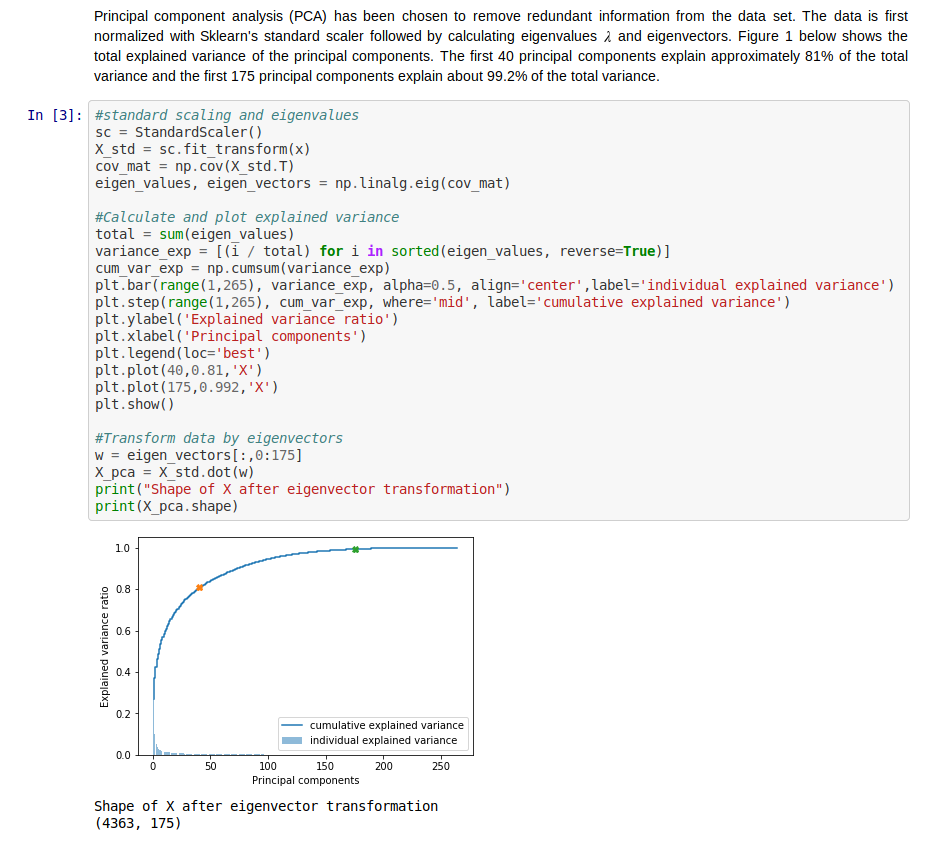 Principal component analysis (PCA) has been chosen to remove redundant information from the data set. The data is first
normalized with Sklearn's standard scaler followed by calculating eigenvalues λ and eigenvectors. Figure 1 below shows the
total explained variance of the principal components. The first 40 principal components explain approximately 81% of the total
variance and the first 175 principal components explain about 99.2% of the total variance.
In [3]:
#standard scaling and eigenvalues
sc = StandardScaler()
X_std = sc.fit_transform(x)
cov_mat = np.cov(X_std.T)
eigen_values, eigen_vectors = np.linalg.eig(cov_mat)

#Calculate and plot explained variance
total = sum(eigen_values)
variance_exp = [(i / total) for i in sorted(eigen_values, reverse=True)]
cum_var_exp = np.cumsum(variance_exp)
plt.bar(range(1,265), variance_exp, alpha=0.5, align='center',label='individual explained variance')
plt.step(range(1,265), cum_var_exp, where='mid', label='cumulative explained variance')
plt.ylabel('Explained variance ratio')
plt.xlabel('Principal components')
plt.legend(loc='best')
plt.plot(40,0.81,'X')
plt.plot(175,0.992,'X')
plt.show()

#Transform data by eigenvectors
w = eigen_vectors[:,0:175]
X_pca = X_std.dot(w)
print("Shape of X after eigenvector transformation")
print(X_pca.shape)
Explained variance ratio
1.0
0.8
0.6
0.4
0.2
0.0
cumulative explained variance
individual explained variance
0 50 100 150 200 250
Principal components
Shape of X after eigenvector transformation
(4363, 175)